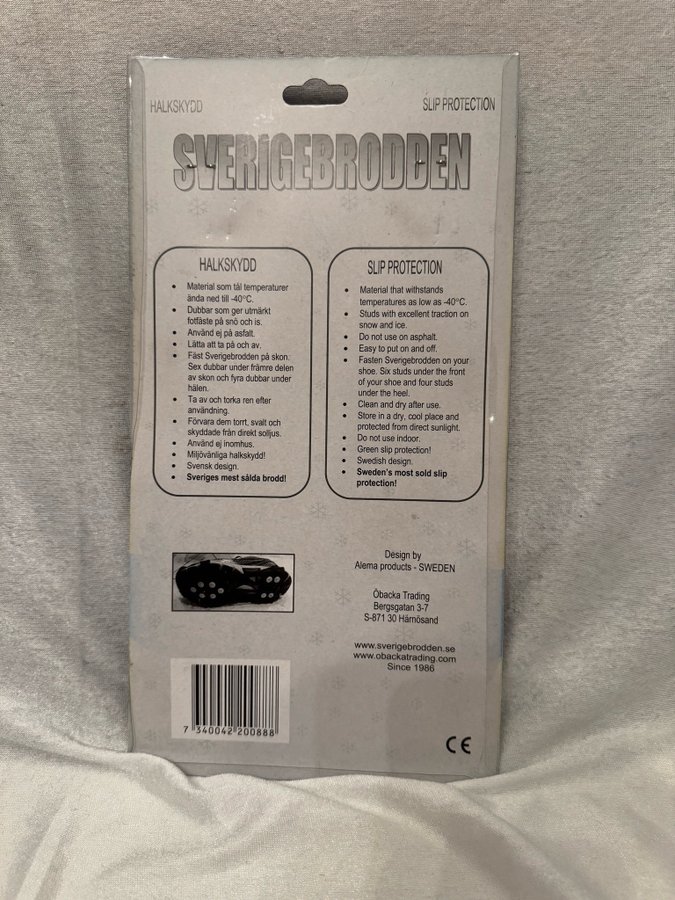 HALKSKYDD
SLIP PROTECTION
SVERIGEBRODDEN
HALKSKYDD
• Material som tål temperaturer
ända ned till -40°C.
• Dubbar som ger utmärkt
fotfäste på snö och is.
• Använd ej på asfalt.
• Lätta att ta på och av.
• Fäst Sverigebrodden på skon.
Sex dubbar under främre delen
av skon och fyra dubbar under
hälen.
• Ta av och torka ren efter
användning.
• Förvara dem torrt, svalt och
skyddade från direkt solljus.
• Använd ej inomhus.
• Miljövänliga halkskydd!
• Svensk design.
• Sveriges mest sålda brodd!
SLIP PROTECTION
• Material that withstands
temperatures as low as -40°C.
• Studs with excellent traction on
snow and ice.
• Do not use on asphalt.
• Easy to put on and off.
• Fasten Sverigebrodden on your
shoe. Six studs under the front
of your shoe and four studs
under the heel.
• Clean and dry after use.
• Store in a dry, cool place and
protected from direct sunlight.
• Do not use indoor.
• Green slip protection!
• Swedish design.
• Sweden's most sold slip
protection!
Design by
Alema products - SWEDEN
Öbacka Trading
Bergsgatan 3-7
S-871 30 Härnösand
www.sverigebrodden.se
www.obackatrading.com
Since 1986
7 340042 200888
CE